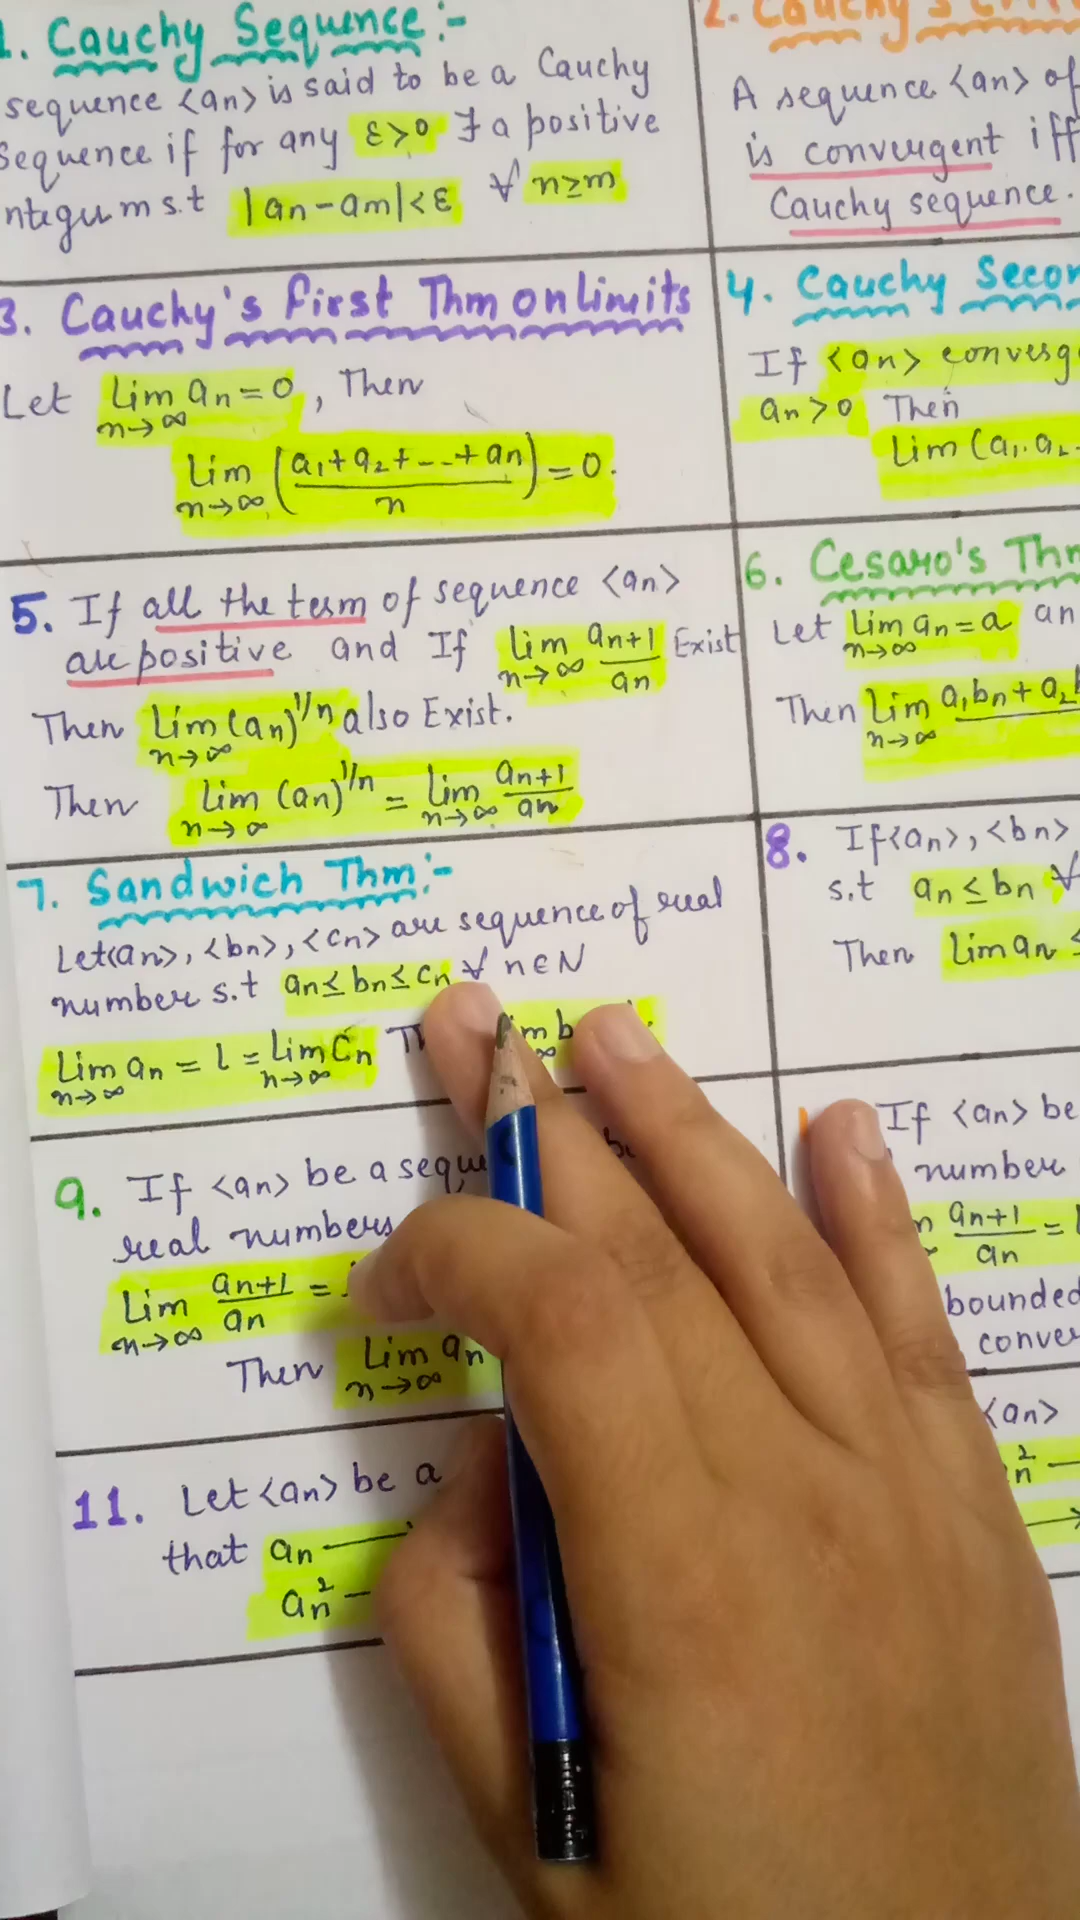 1. Cauchy Sequence:-
sequence <an> is said to be a Cauchy
sequence if for any ε>0 ∃ a positive
integer m s.t |an-am|<ε ∀ n≥m
2. Cauchy's
A sequence <an> of
is convergent iff
Cauchy sequence.
3. Cauchy's first Thm on limits
Let lim n→∞ an=0, Then
lim n→∞ (a1+a2+--+an / n)=0.
4. Cauchy
If <an>
an>0 Then
Lim (a1.a2.
5. If all the term of sequence <an>
are positive and If lim n→∞ an+1/an Exist
Then lim n→∞ (an)^1/n also Exist.
Then lim n→∞ (an)^1/n = lim n→∞ an+1/an
6. Cesaro's Thm
Let lim n→∞ an=a an
Then lim n→∞ a1bn+a2b
7. Sandwich Thm:-
Let<an>,<bn>,<cn> are sequence of real
number s.t an≤bn≤cn ∀ n∈N
lim n→∞ an = l = lim n→∞ Cn
8. If<an>,<bn>
s.t an≤bn ∀
Then lim an ≤
9. If <an> be a
real numbers
Lim n→∞ an+1/an =
Then Lim n→∞ an
If <an> be
number
an+1/an =
bounded
11. Let <an> be a
that an →
an² -
<an>
n² -
→